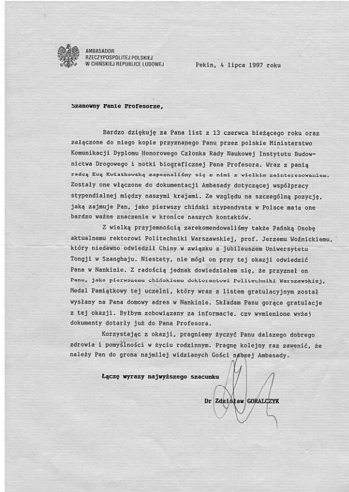 AMBASADOR
RZECZYPOSPOLITEJ POLSKIEJ
W CHIŃSKIEJ REPUBLICE LUDOWEJ
Pekin, 4 lipca 1997 roku
Szanowny Panie Profesorze,
Bardzo dziękuję za Pana list z 13 czerwca bieżącego roku oraz
załączone do niego kopie przyznanego Panu przez polskie Ministerstwo
Komunikacji Dyplomu Honorowego Członka Rady Naukowej Instytutu Budow-
nictwa Drogowego i notki biograficznej Pana Profesora. Wraz z panią
radcą Ewą Kwiatkowską zapoznaliśmy się z nimi z wielkim zainteresowaniem.
Zostały one włączone do dokumentacji Ambasady dotyczącej współpracy
stypendialnej między naszymi krajami. Ze względu na szczególną pozycję,
jaką zajmuje Pan, jako pierwszy chiński stypendysta w Polsce mają one
bardzo ważne znaczenie w kronice naszych kontaktów.
Z wielką przyjemnością zarekomendowaliśmy także Pańską Osobę
aktualnemu rektorowi Politechniki Warszawskiej, prof. Jerzemu Woźnickiemu,
który niedawno odwiedził Chiny w związku z jubileuszem Uniwersytetu
Tongji w Szanghaju. Niestety, nie mógł on przy tej okazji odwiedzić
Pana w Nankinie. Z radością jednak dowiedziałem się, że przyznał on
Panu, jako pierwszemu chińskiemu doktorantowi Politechniki Warszawskiej,
Medal Pamiątkowy tej uczelni, który wraz z listem gratulacyjnym został
wysłany na Pana domowy adres w Nankinie. Składam Panu gorące gratulacje
z tej okazji. Byłbym zobowiązany za informację, czy wymienione wyżej
dokumenty dotarły już do Pana Profesora.
Korzystając z okazji, pragniemy życzyć Panu dalszego dobrego
zdrowia i pomyślności w życiu rodzinnym. Pragnę kolejny raz zapewnić, że
należy Pan do grona najmilej widzianych Gości naszej Ambasady.
Łączę wyrazy najwyższego szacunku
Dr Zdzisław GÓRALCZYK